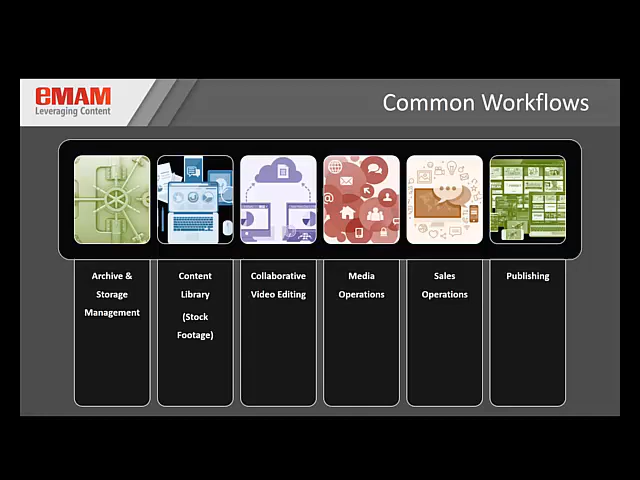 eMAM
Leveraging Content
Common Workflows
Archive &
Storage
Management
Content
Library
(Stock
Footage)
Collaborative
Video Editing
Media
Operations
Sales
Operations
Publishing